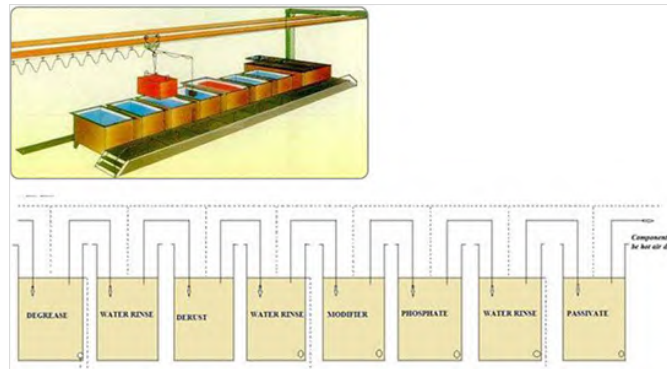 Component
be hot air d
DEGREASE
WATER RINSE
DERUST
WATER RINSE
MODIFIER
PHOSPHATE
WATER RINSE
PASSIVATE